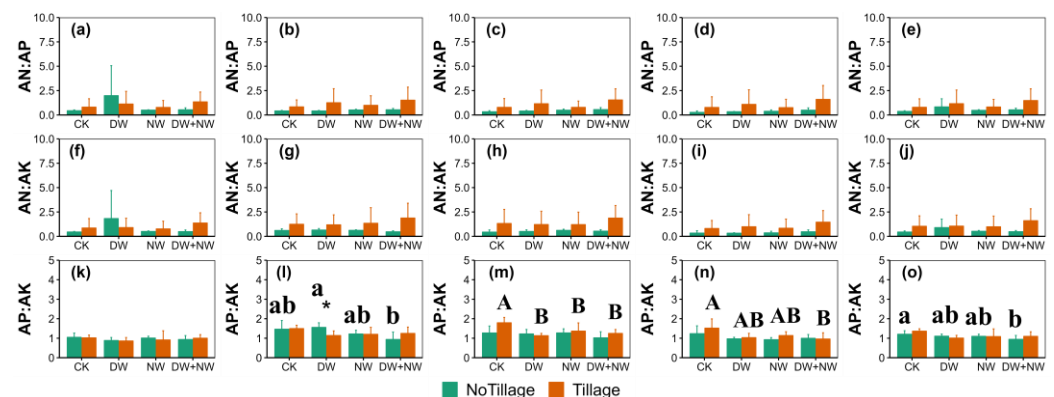 (a) (b) (c) (d) (e)
AN:AP AN:AP AN:AP AN:AP AN:AP
10.0 10.0 10.0 10.0 10.0
7.5 7.5 7.5 7.5 7.5
5.0 5.0 5.0 5.0 5.0
2.5 2.5 2.5 2.5 2.5
0.0 0.0 0.0 0.0 0.0
CK DW NW DW+NW CK DW NW DW+NW CK DW NW DW+NW CK DW NW DW+NW CK DW NW DW+NW
(f) (g) (h) (i) (j)
AN:AK AN:AK AN:AK AN:AK AN:AK
10.0 10.0 10.0 10.0 10.0
7.5 7.5 7.5 7.5 7.5
5.0 5.0 5.0 5.0 5.0
2.5 2.5 2.5 2.5 2.5
0.0 0.0 0.0 0.0 0.0
CK DW NW DW+NW CK DW NW DW+NW CK DW NW DW+NW CK DW NW DW+NW CK DW NW DW+NW
(k) (l) (m) (n) (o)
AP:AK AP:AK AP:AK AP:AK AP:AK
5 5 5 5 5
4 4 4 4 4
3 3 3 3 3
2 2 2 2 2
1 1 1 1 1
0 0 0 0 0
ab a * ab b A B B B A AB AB B a ab ab b
CK DW NW DW+NW CK DW NW DW+NW CK DW NW DW+NW CK DW NW DW+NW CK DW NW DW+NW
NoTillage Tillage